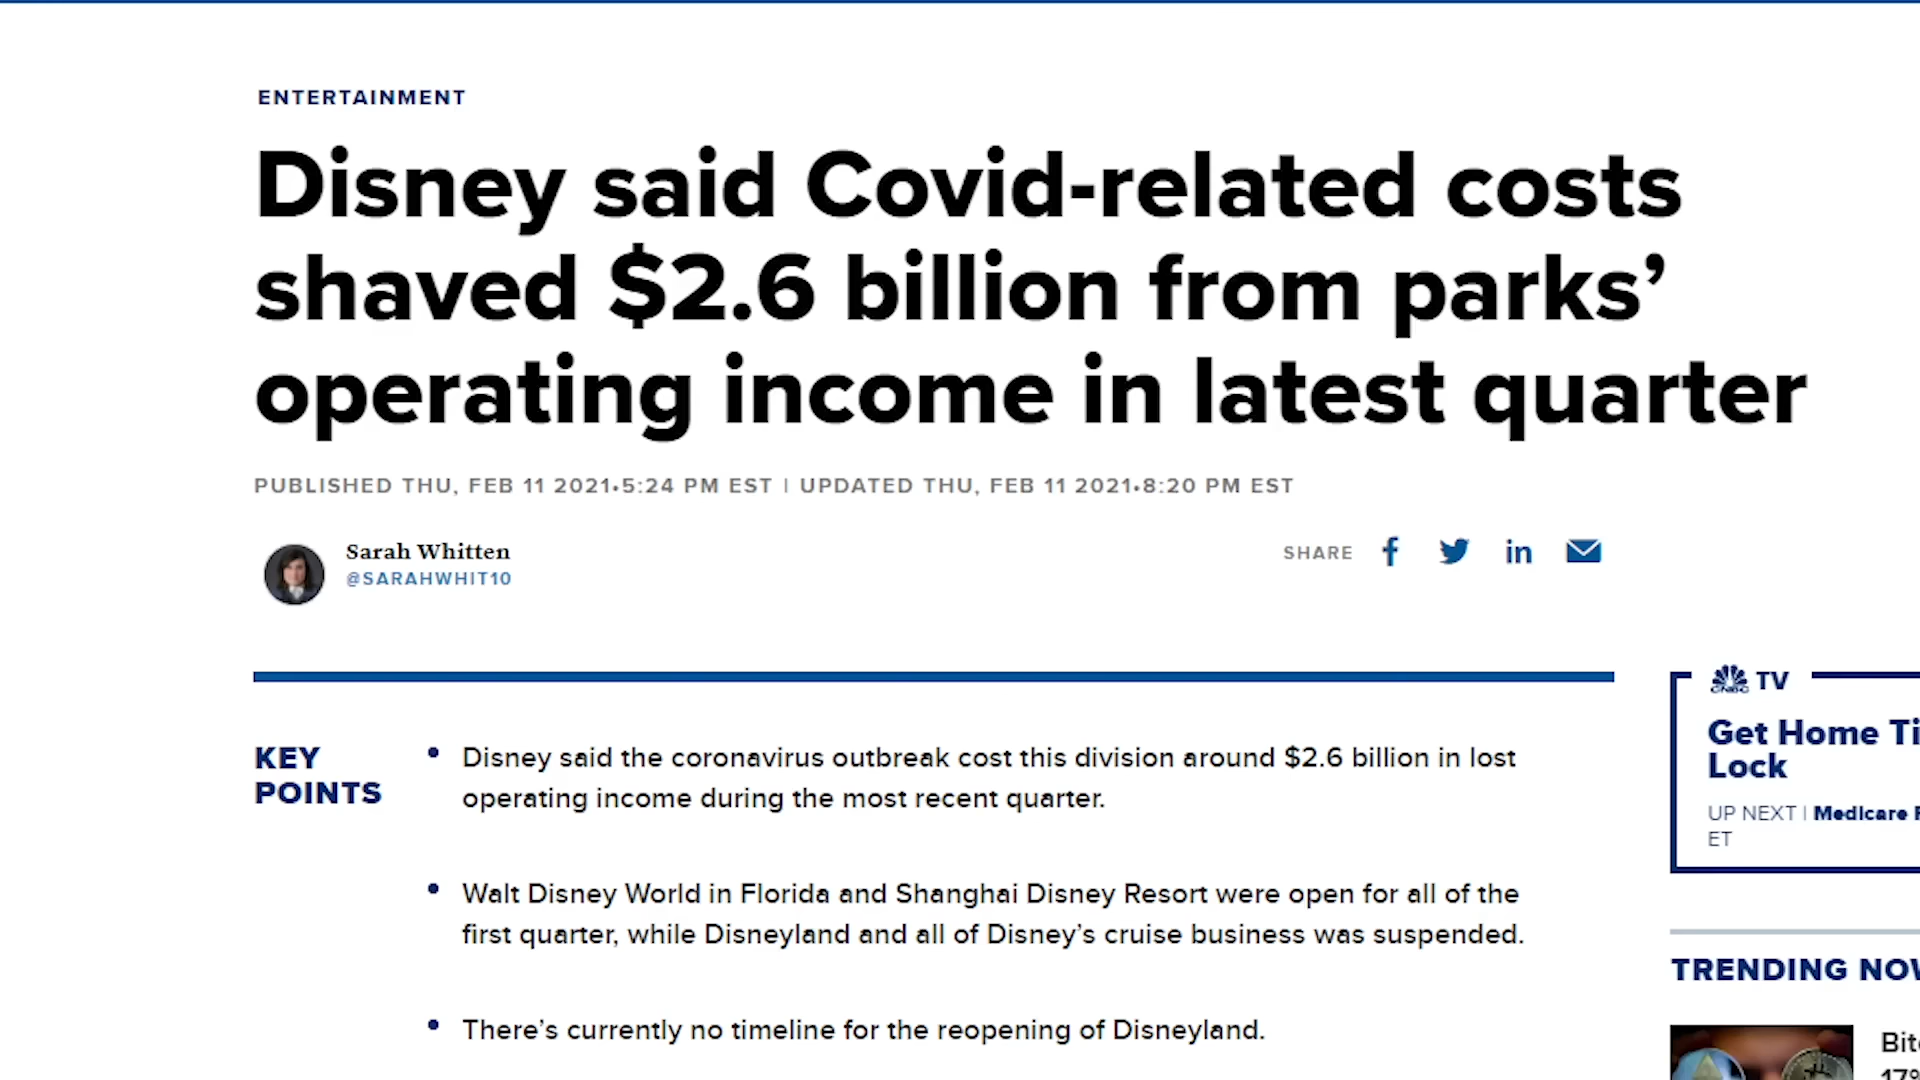 ENTERTAINMENT
Disney said Covid-related costs
shaved $2.6 billion from parks’
operating income in latest quarter
PUBLISHED THU, FEB 11 2021•5:24 PM EST | UPDATED THU, FEB 11 2021•8:20 PM EST
Sarah Whitten
@SARAHWHIT10
SHARE
KEY
POINTS
• Disney said the coronavirus outbreak cost this division around $2.6 billion in lost
operating income during the most recent quarter.
• Walt Disney World in Florida and Shanghai Disney Resort were open for all of the
first quarter, while Disneyland and all of Disney’s cruise business was suspended.
• There’s currently no timeline for the reopening of Disneyland.
CNBC TV
Get Home Ti
Lock
UP NEXT | Medicare
ET
TRENDING NOW
Bit